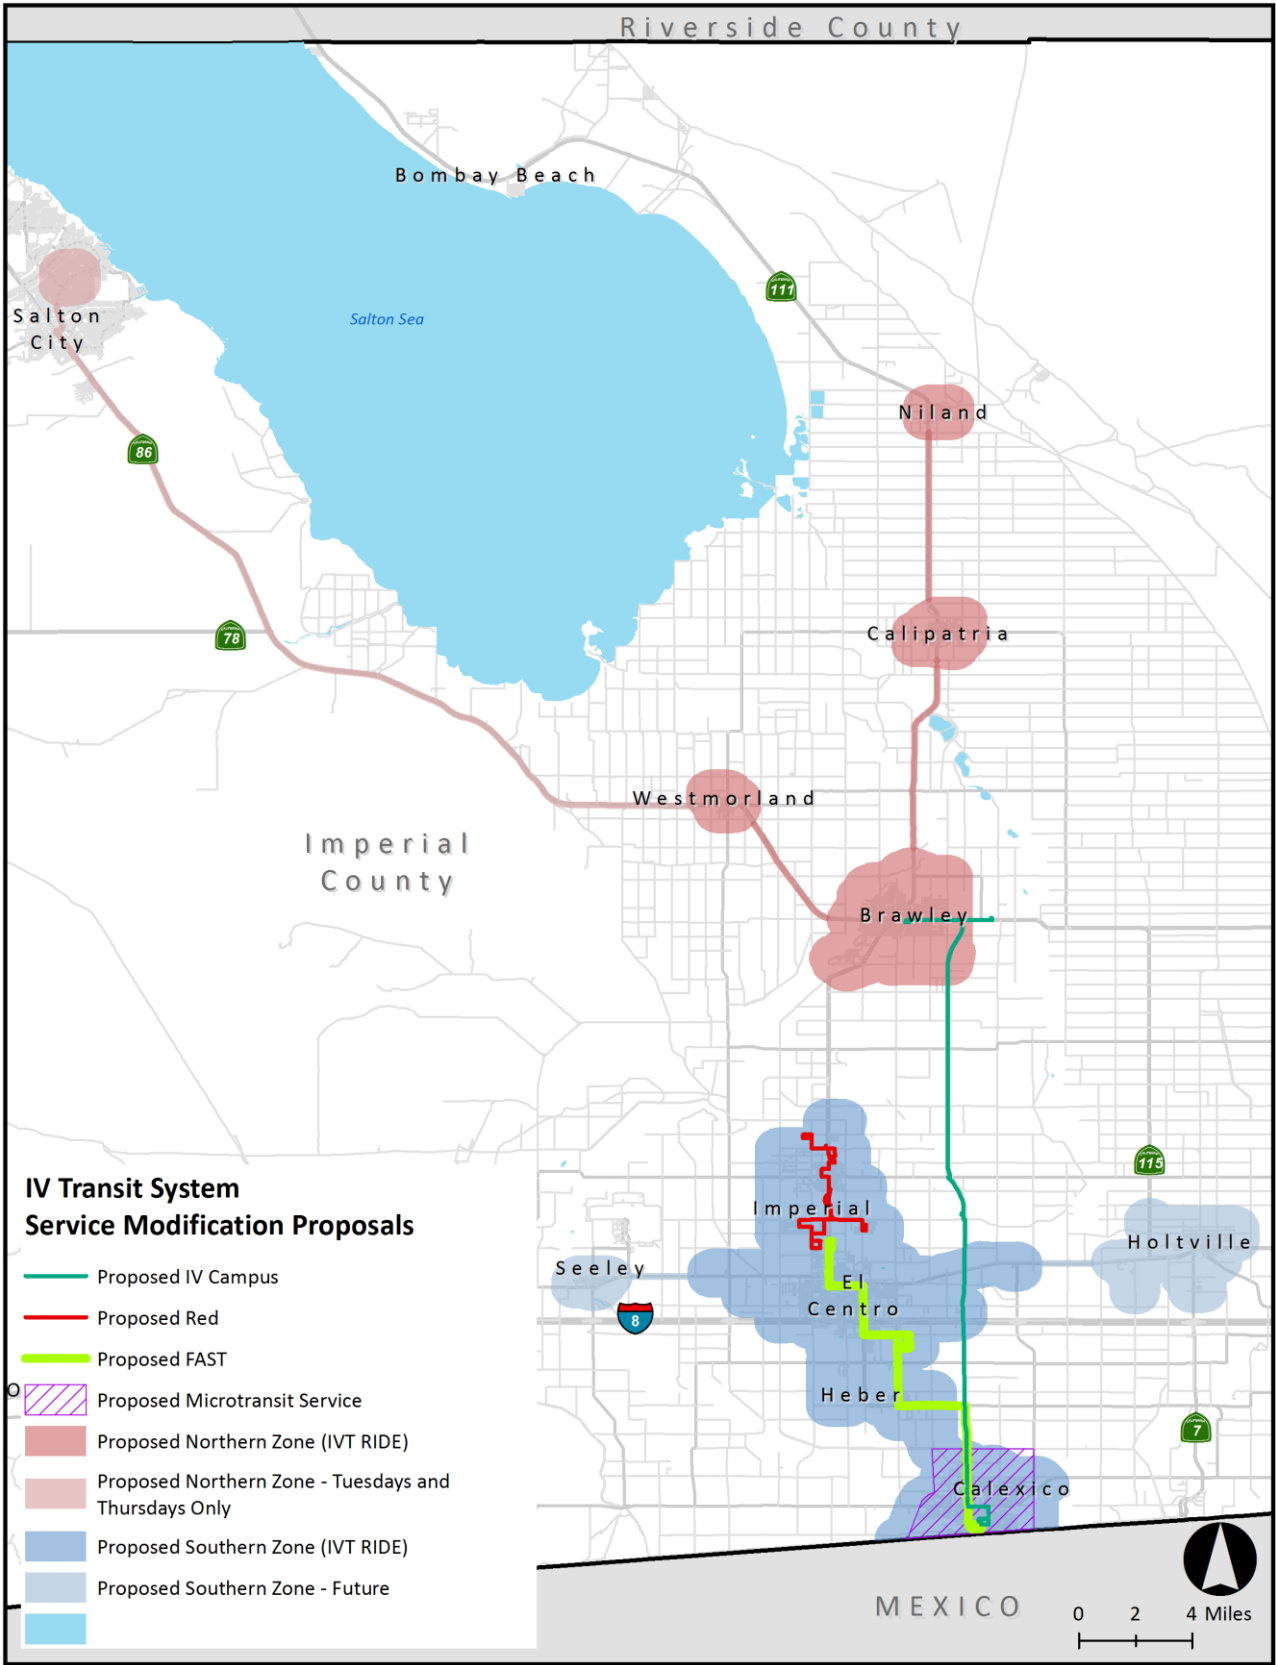 Riverside County
Bombay Beach
111
Salton
City
Salton Sea
Niland
86
78
Calipatria
Westmorland
Imperial
County
Brawley
115
Imperial
Holtville
Seeley
El
Centro
8
Heber
7
Calexico
MEXICO
0 2 4 Miles
O
IV Transit System
Service Modification Proposals
Proposed IV Campus
Proposed Red
Proposed FAST
Proposed Microtransit Service
Proposed Northern Zone (IVT RIDE)
Proposed Northern Zone - Tuesdays and
Thursdays Only
Proposed Southern Zone (IVT RIDE)
Proposed Southern Zone - Future